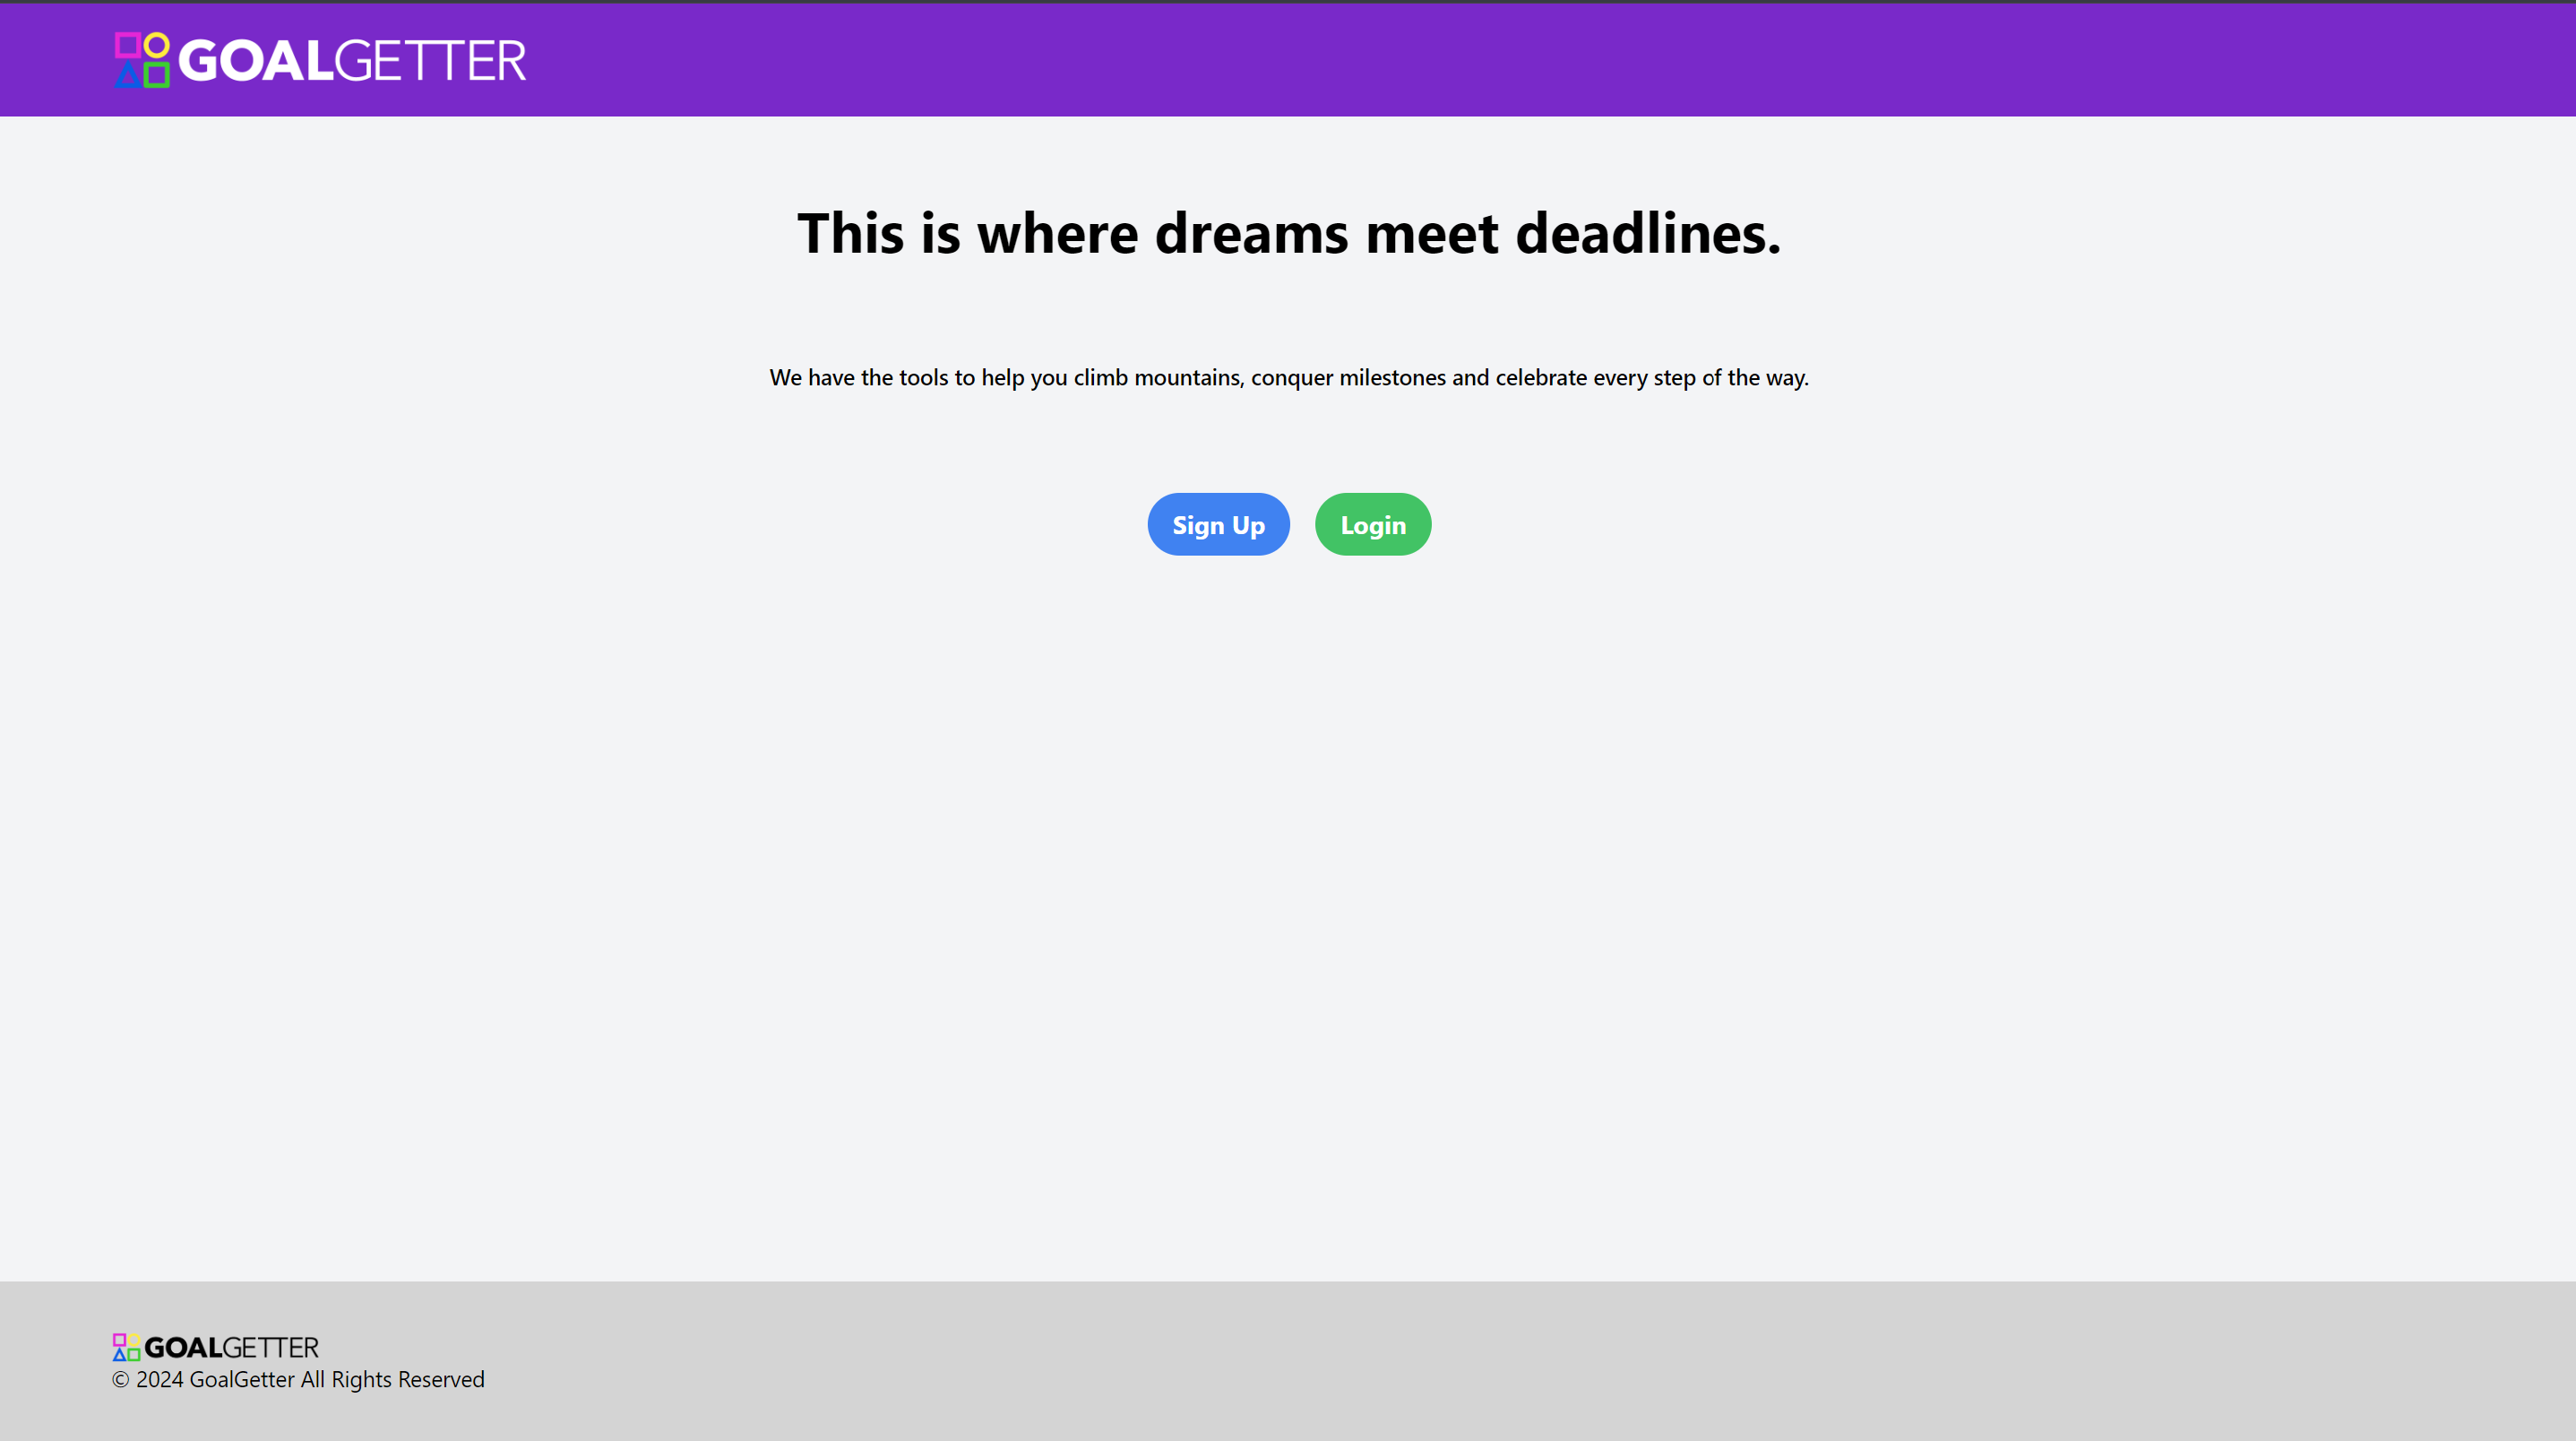 GOALGETTER
This is where dreams meet deadlines.
We have the tools to help you climb mountains, conquer milestones and celebrate every step of the way.
Sign Up
Login
GOALGETTER
© 2024 GoalGetter All Rights Reserved